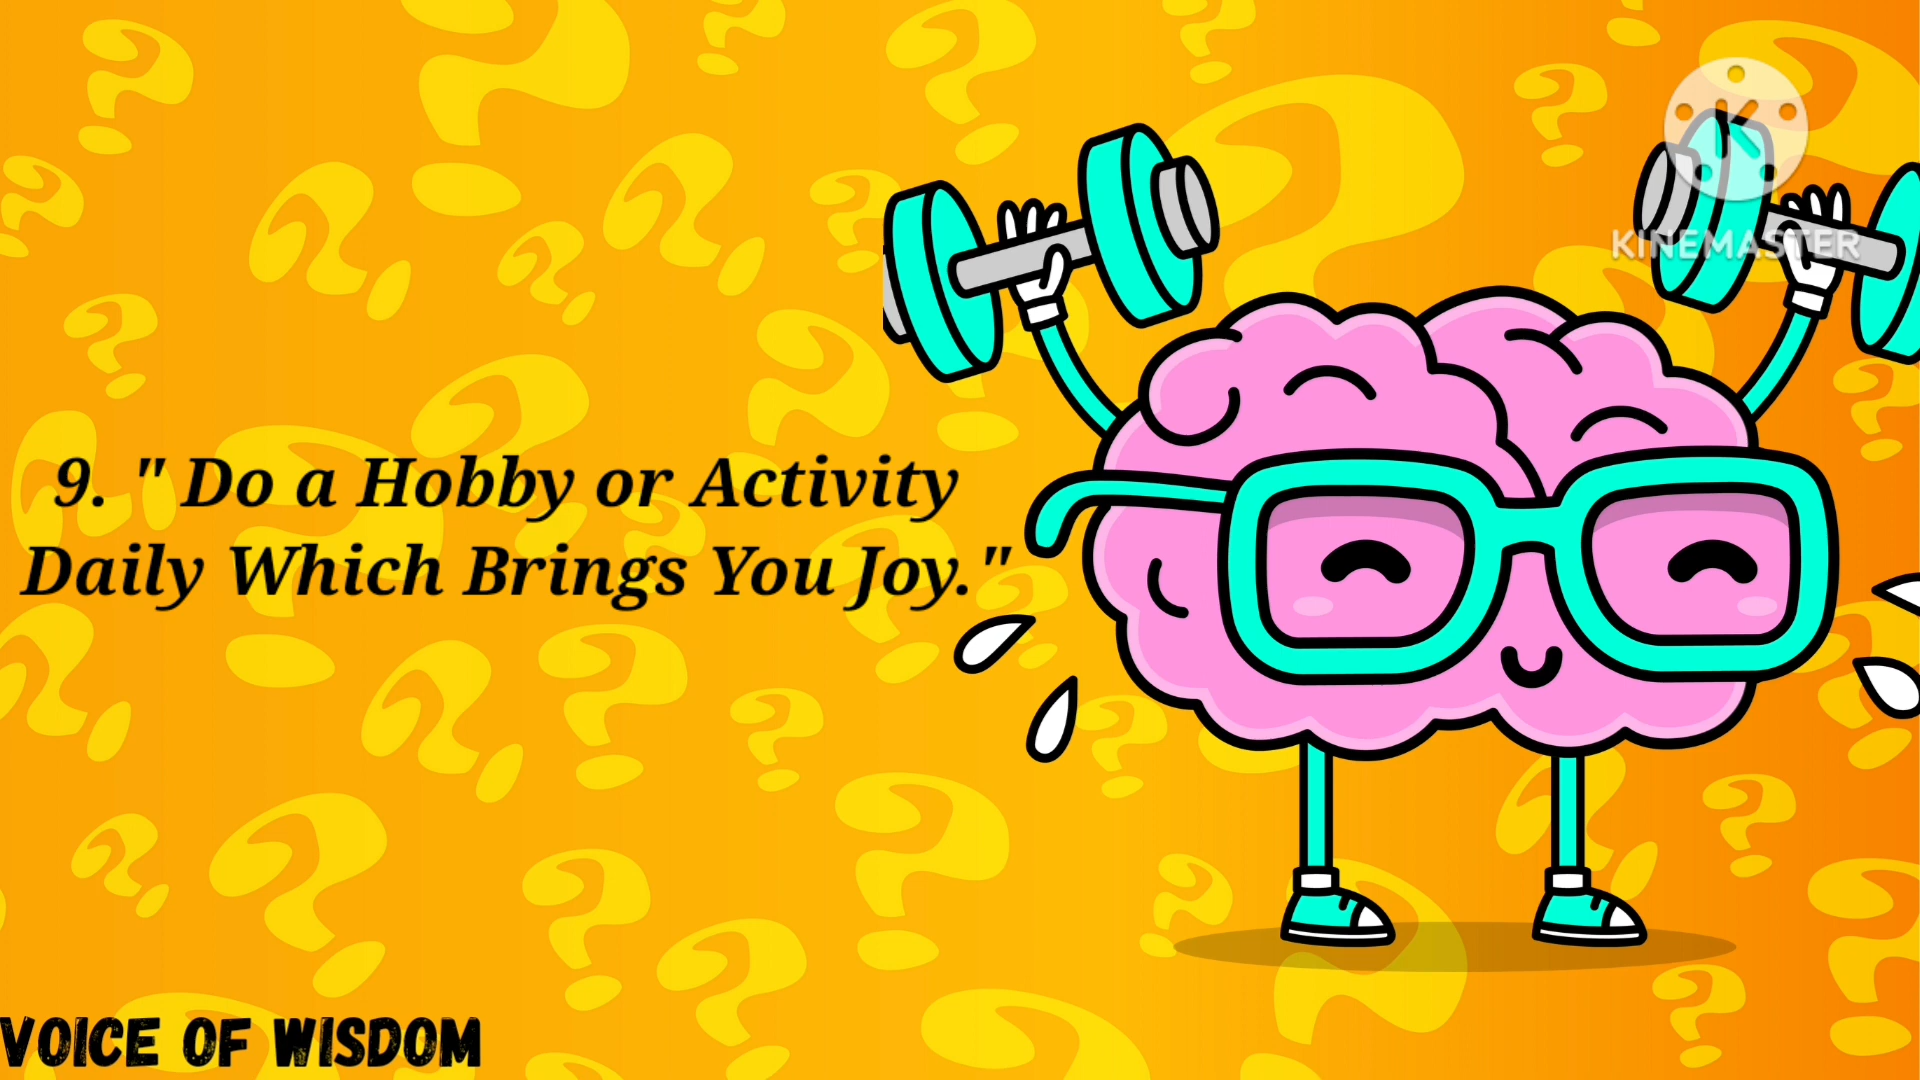 K
KINEMASTER
9. " Do a Hobby or Activity
Daily Which Brings You Joy."
VOICE OF WISDOM